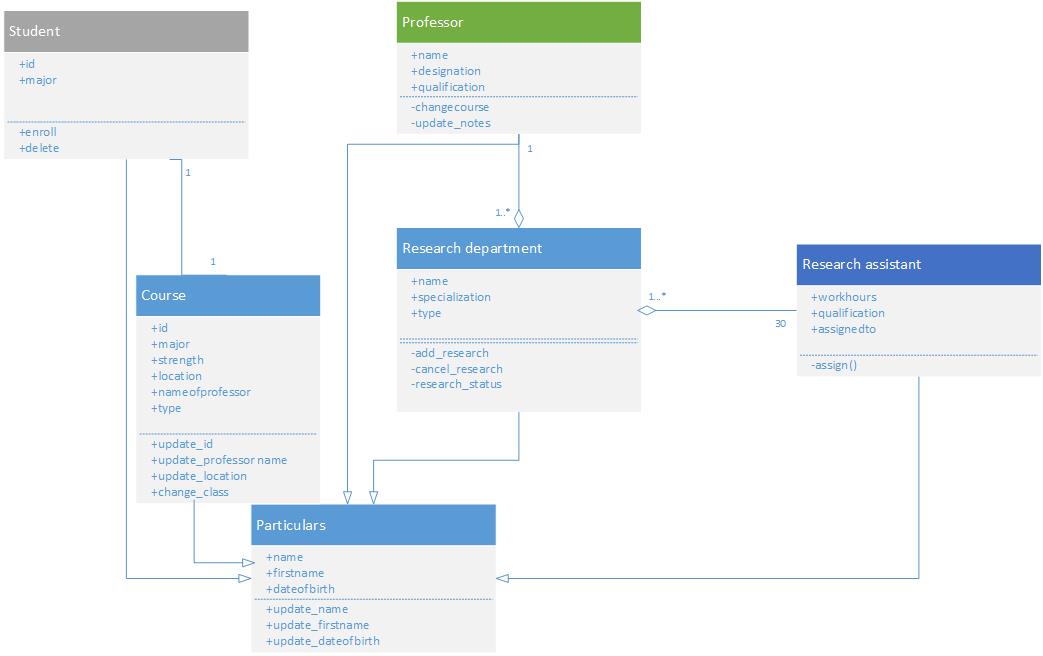 Student
+id
+major
+enroll
+delete
Professor
+name
+designation
+qualification
-changecourse
-update_notes
1
1
1..*
1
Research department
+name
+specialization
+type
-add_research
-cancel_research
-research_status
1...*
30
Research assistant
+workhours
+qualification
+assignedto
-assign()
Course
+id
+major
+strength
+location
+nameofprofessor
+type
+update_id
+update_professor name
+update_location
+change_class
Particulars
+name
+firstname
+dateofbirth
+update_name
+update_firstname
+update_dateofbirth